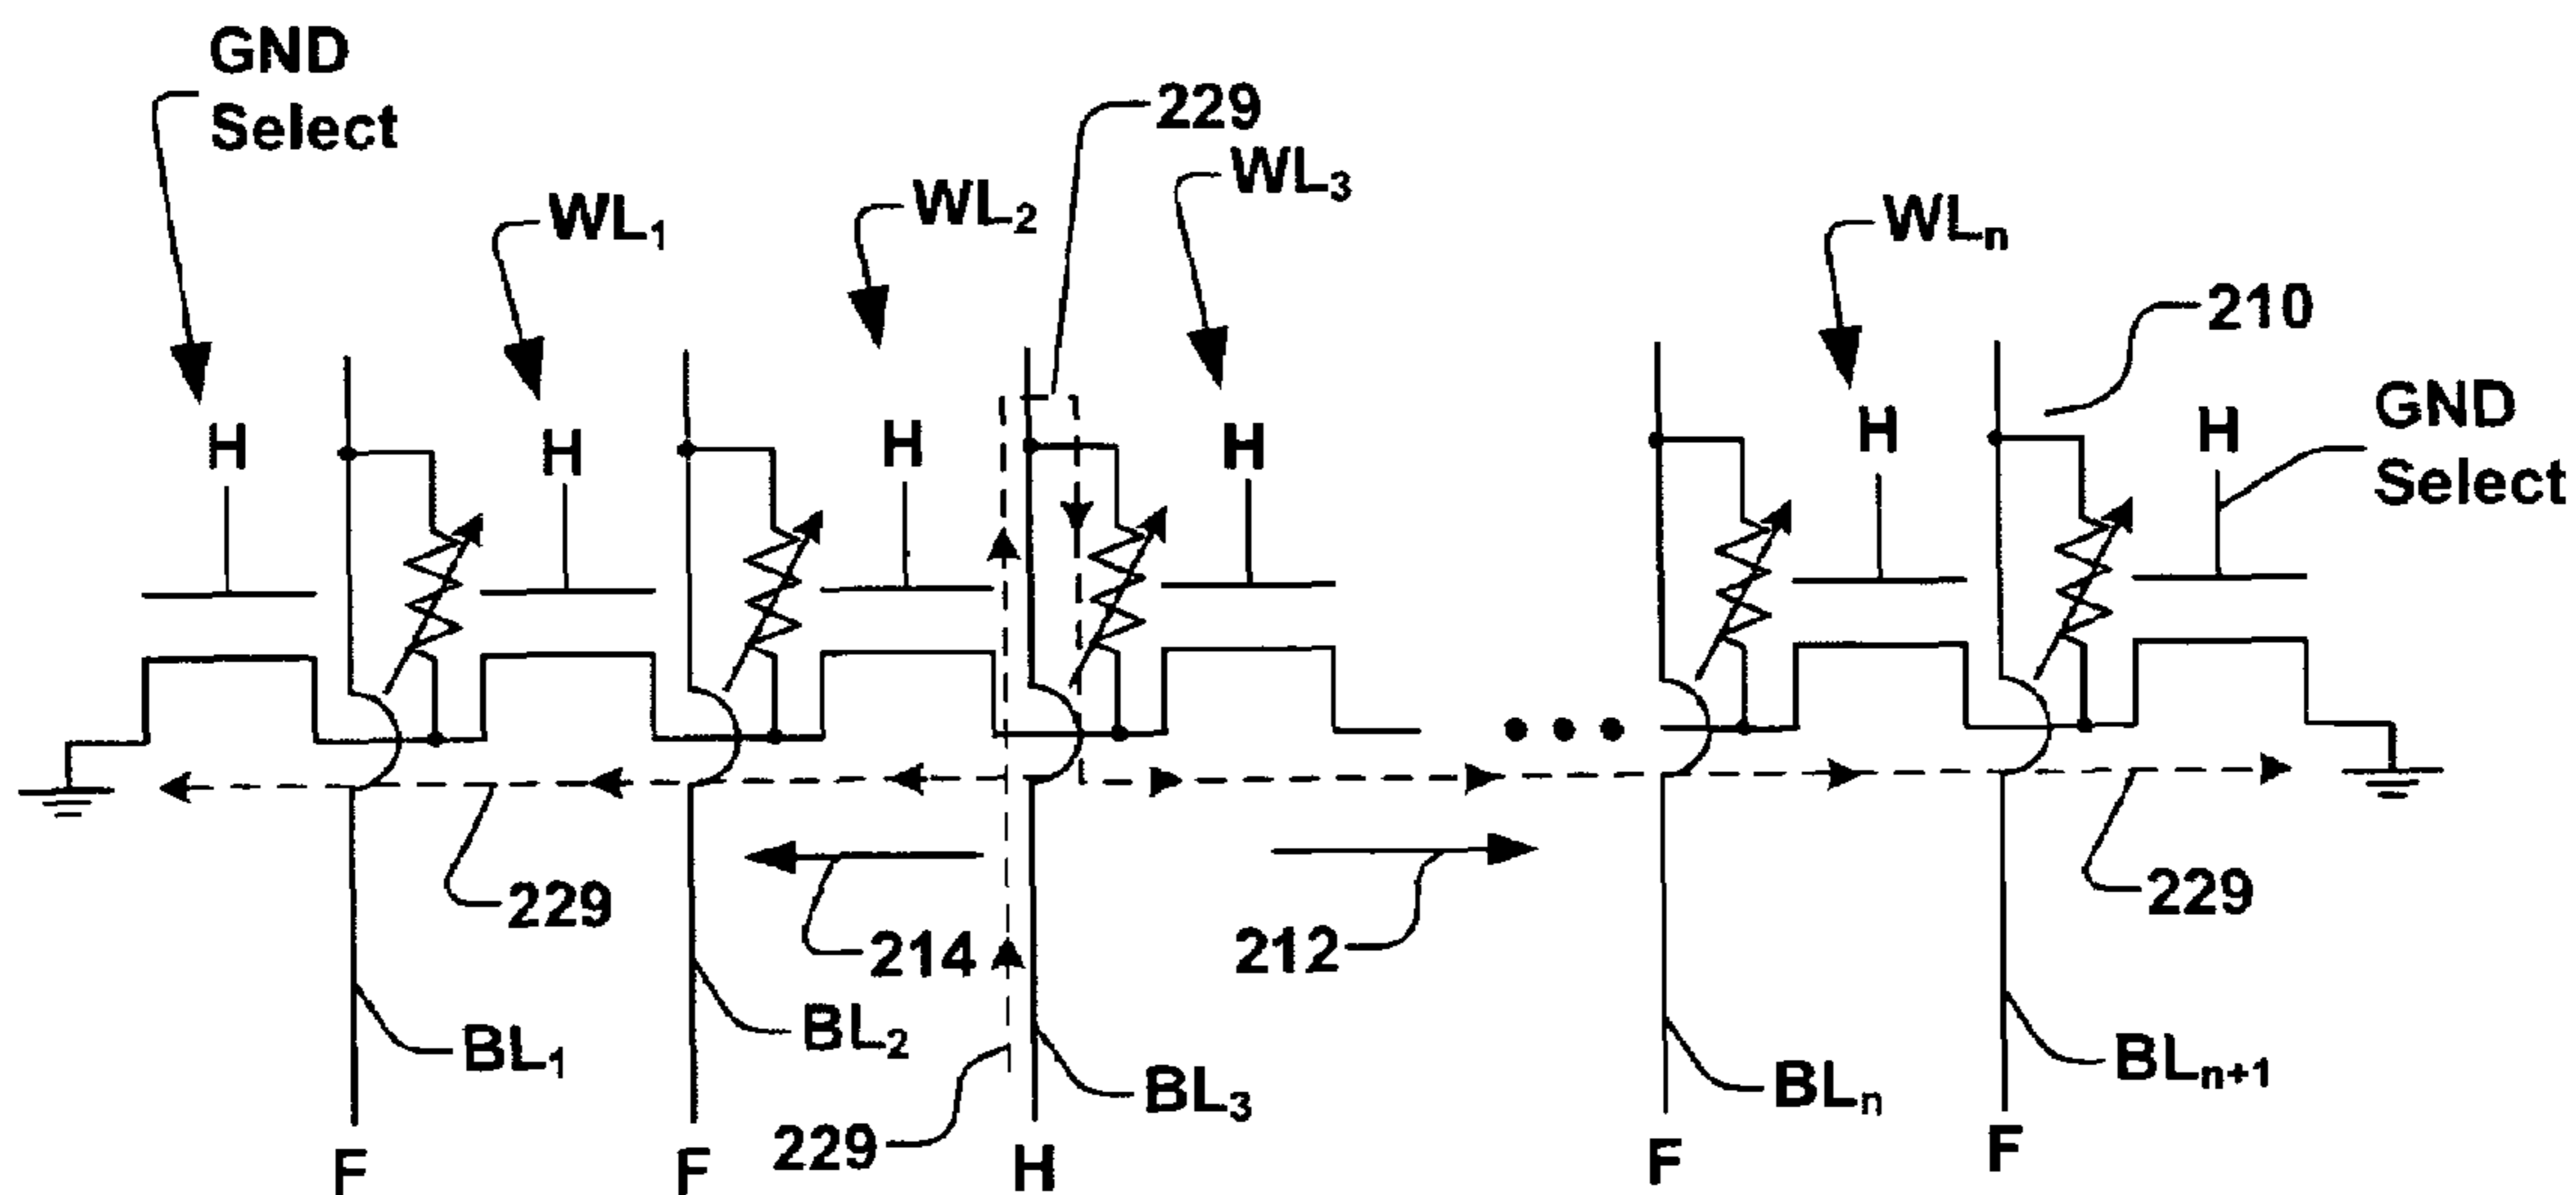 GND
Select
229
WL₃
WL₁
WL₂
WLₙ
210
GND
Select
H
H
H
H
H
H
229
214
212
229
BL₁
BL₂
BL₃
BLₙ
BLₙ₊₁
229
F
F
H
F
F